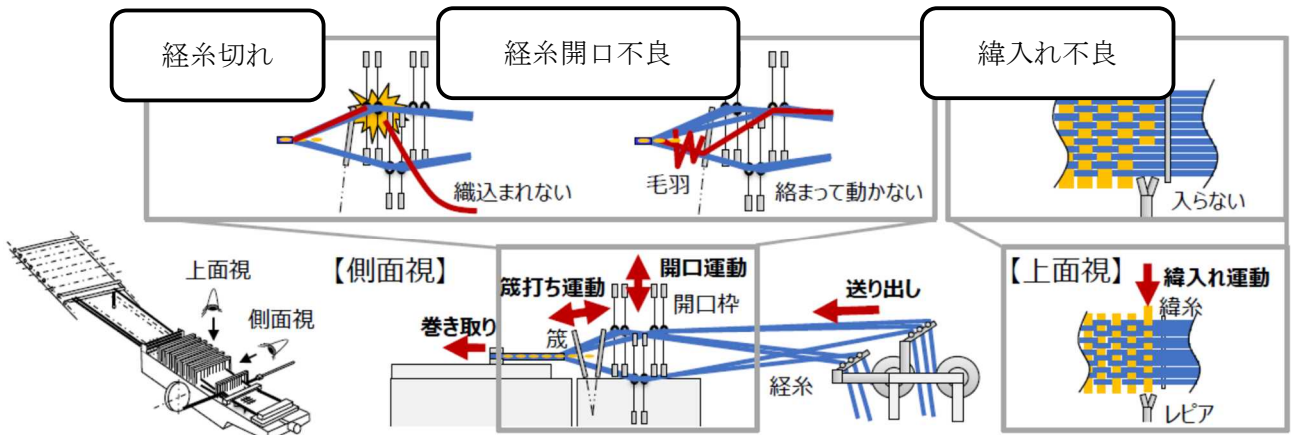 経糸切れ
経糸開口不良
緯入れ不良
織込まれない
毛羽
絡まって動かない
入らない
上面視
側面視
【側面視】
巻き取り
筬打ち運動
筬
開口運動
開口枠
送り出し
経糸
【上面視】
緯入れ運動
緯糸
レピア